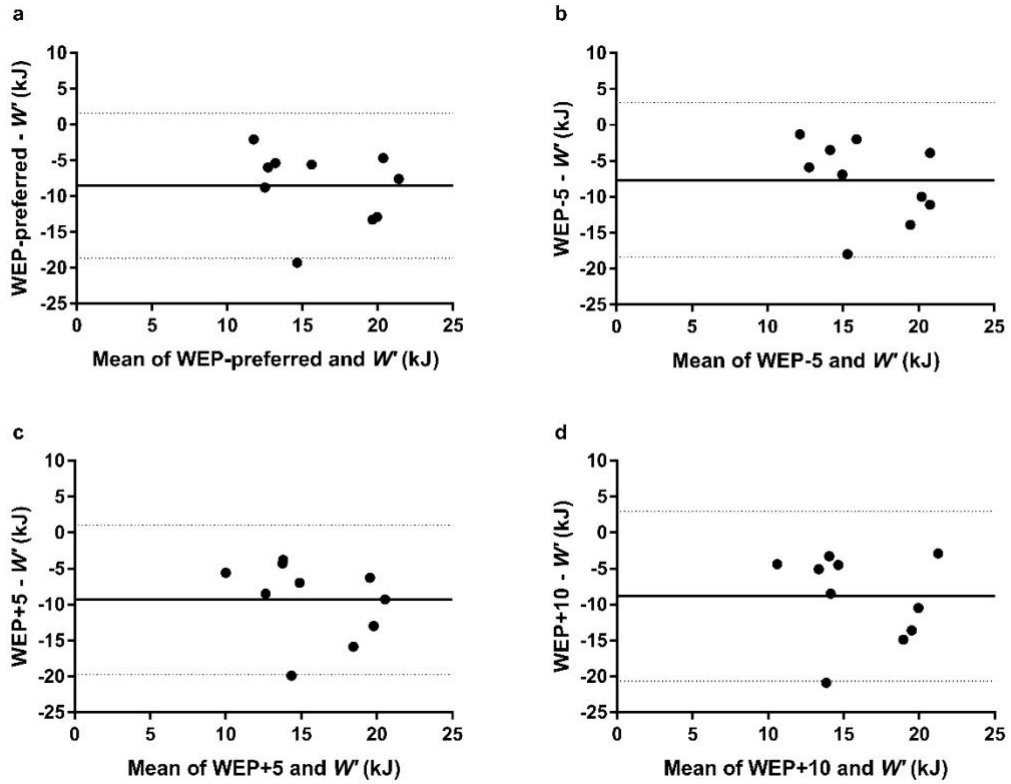 a
WEP-preferred - W' (kJ)
10
5
0
-5
-10
-15
-20
-25
0 5 10 15 20 25
Mean of WEP-preferred and W' (kJ)
b
WEP-5 - W' (kJ)
10
5
0
-5
-10
-15
-20
-25
0 5 10 15 20 25
Mean of WEP-5 and W' (kJ)
c
WEP+5 - W' (kJ)
10
5
0
-5
-10
-15
-20
-25
0 5 10 15 20 25
Mean of WEP+5 and W' (kJ)
d
WEP+10 - W' (kJ)
10
5
0
-5
-10
-15
-20
-25
0 5 10 15 20 25
Mean of WEP+10 and W' (kJ)